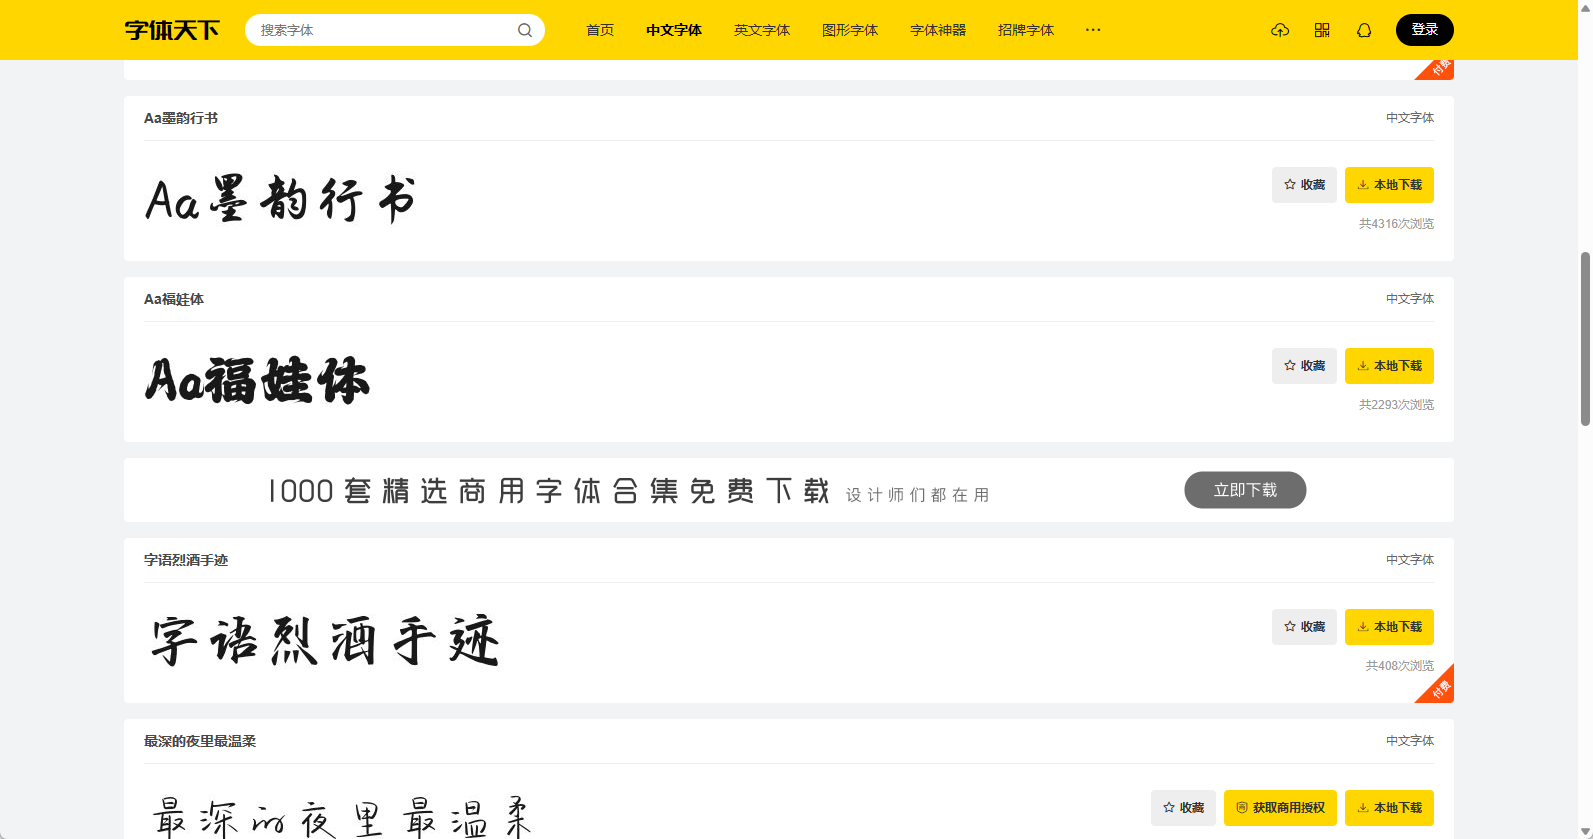 字体天下 搜索字体 首页 中文字体 英文字体 图形字体 字体神器 招牌字体 ··· 登录
付费
Aa墨韵行书 中文字体
Aa墨韵行书 收藏 本地下载
共4316次浏览
Aa福娃体 中文字体
Aa福娃体 收藏 本地下载
共2293次浏览
1000套精选商用字体合集免费下载 设计师们都在用 立即下载
字语烈酒手迹 中文字体
字语烈酒手迹 收藏 本地下载
共408次浏览
付费
最深的夜里最温柔 中文字体
最深的夜里最温柔 收藏 获取商用授权 本地下载